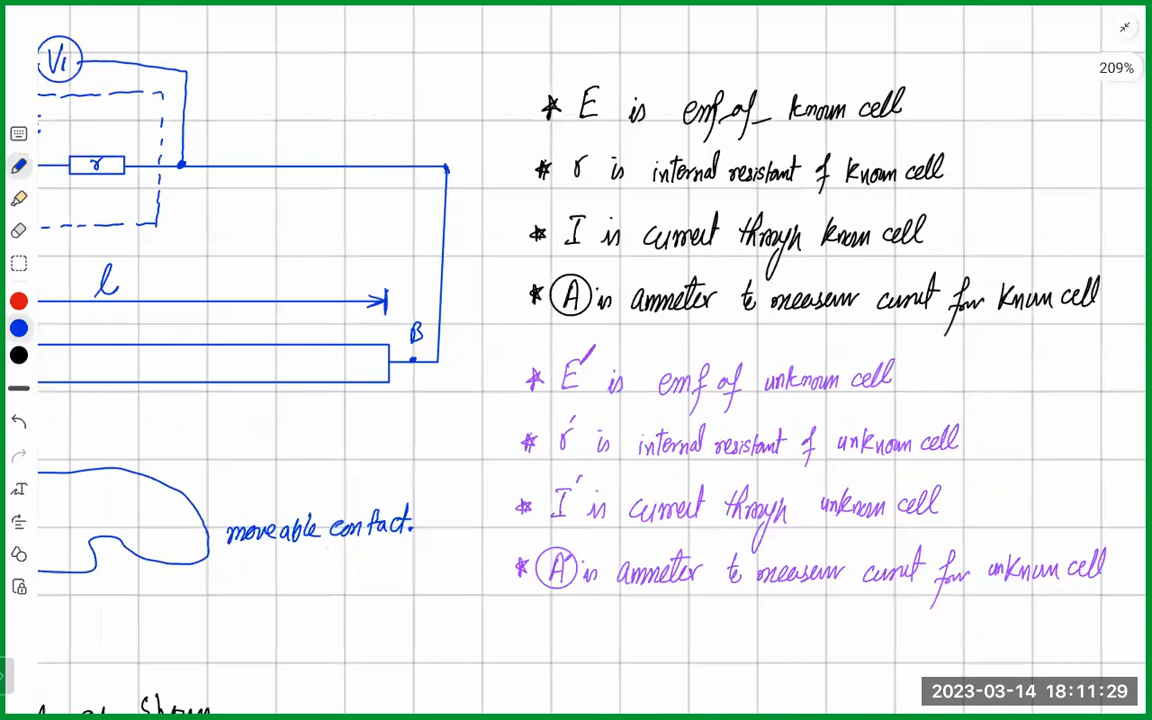 V1
209%
* E is emf of known cell
r
* r is internal resistant of known cell
* I is current through known cell
l
* A is ammeter to measure current for known cell
B
* E' is emf of unknown cell
* r' is internal resistant of unknown cell
* I' is current through unknown cell
moveable contact.
* A' is ammeter to measure current for unknown cell
shown
2023-03-14 18:11:29